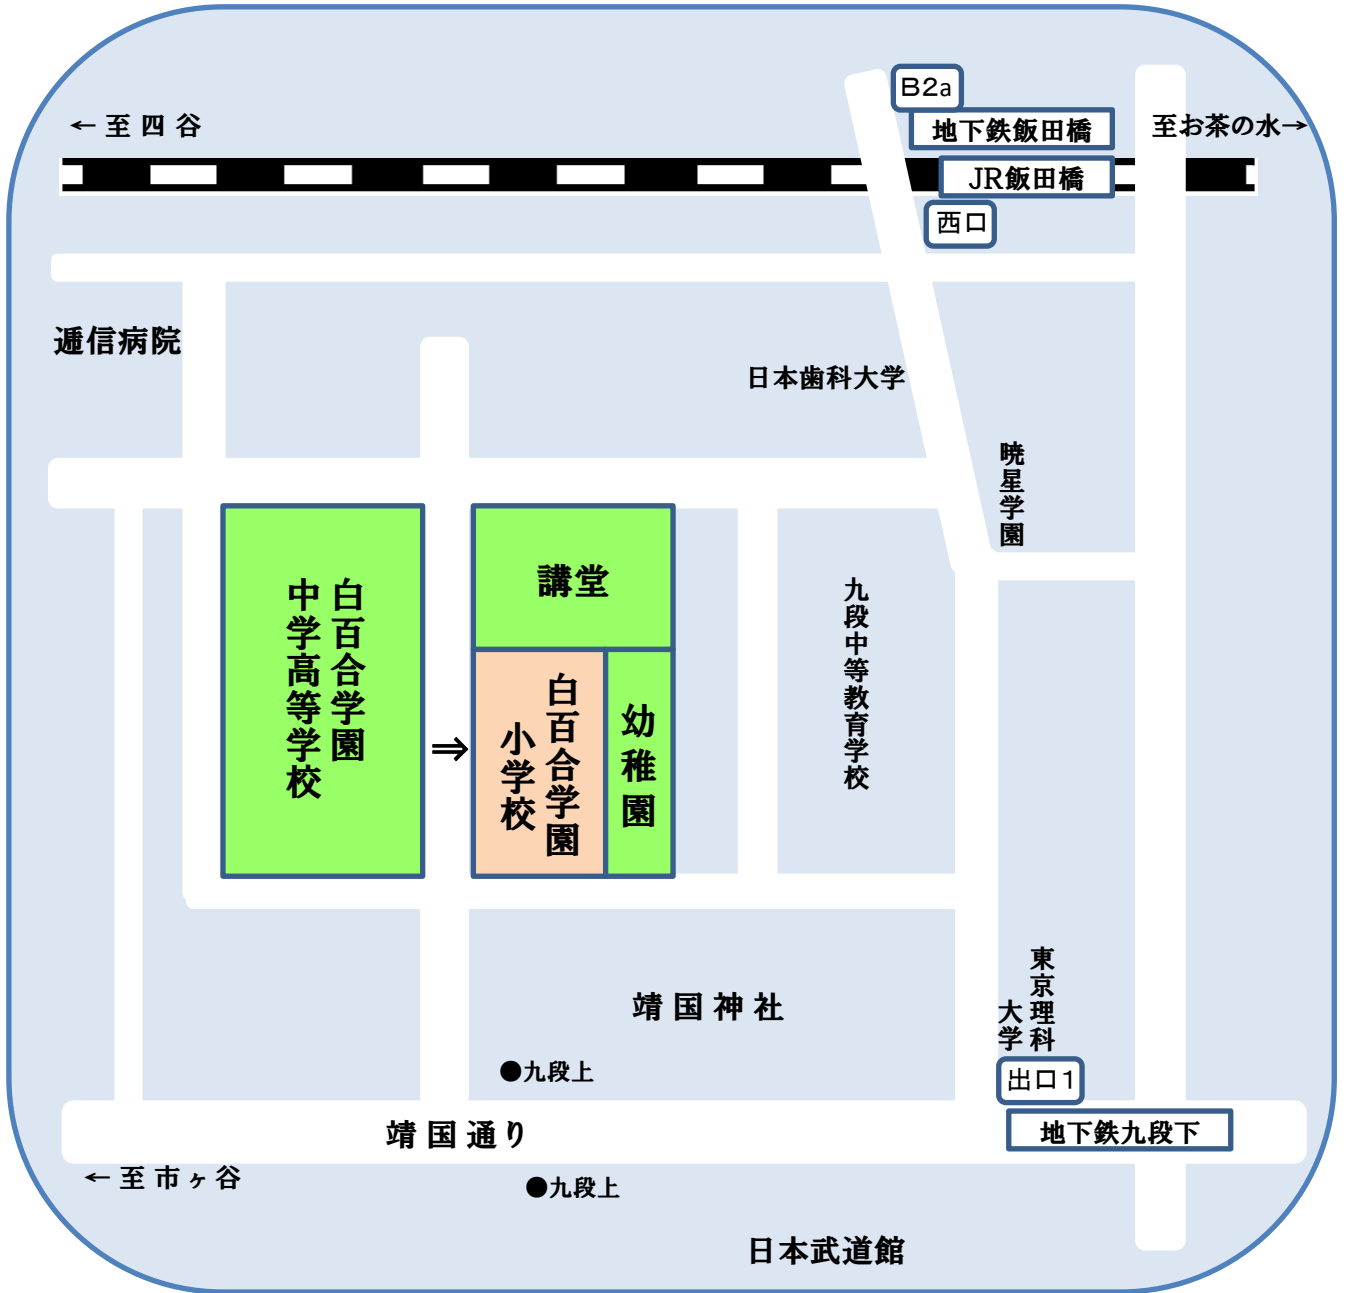 B2a
地下鉄飯田橋
← 至 四 谷
至お茶の水→
JR飯田橋
西口
逓信病院
日本歯科大学
暁星学園
白百合学園
中学高等学校
講堂
⇒
白百合学園
小学校
幼稚園
九段中等教育学校
靖 国 神 社
東京理科
大学
●九段上
出口1
靖 国 通 り
地下鉄九段下
← 至 市 ヶ 谷
●九段上
日本武道館